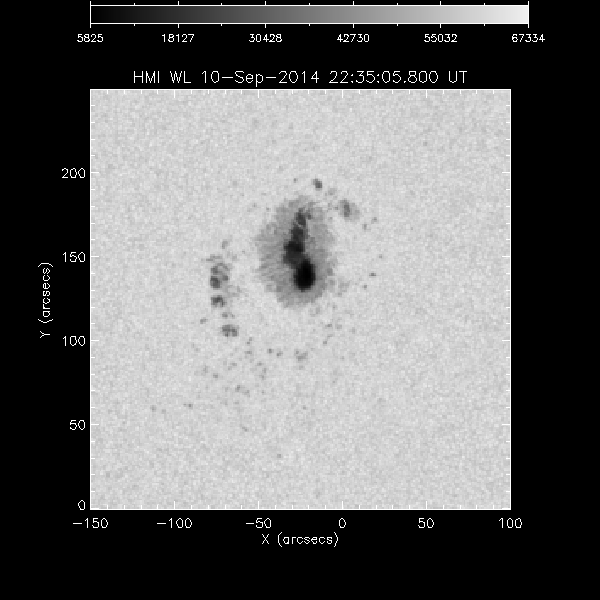 5825 18127 30428 42730 55032 67334
HMI WL 10-Sep-2014 22:35:05.800 UT
200
150
100
50
0
Y (arcsecs)
-150 -100 -50 0 50 100
X (arcsecs)